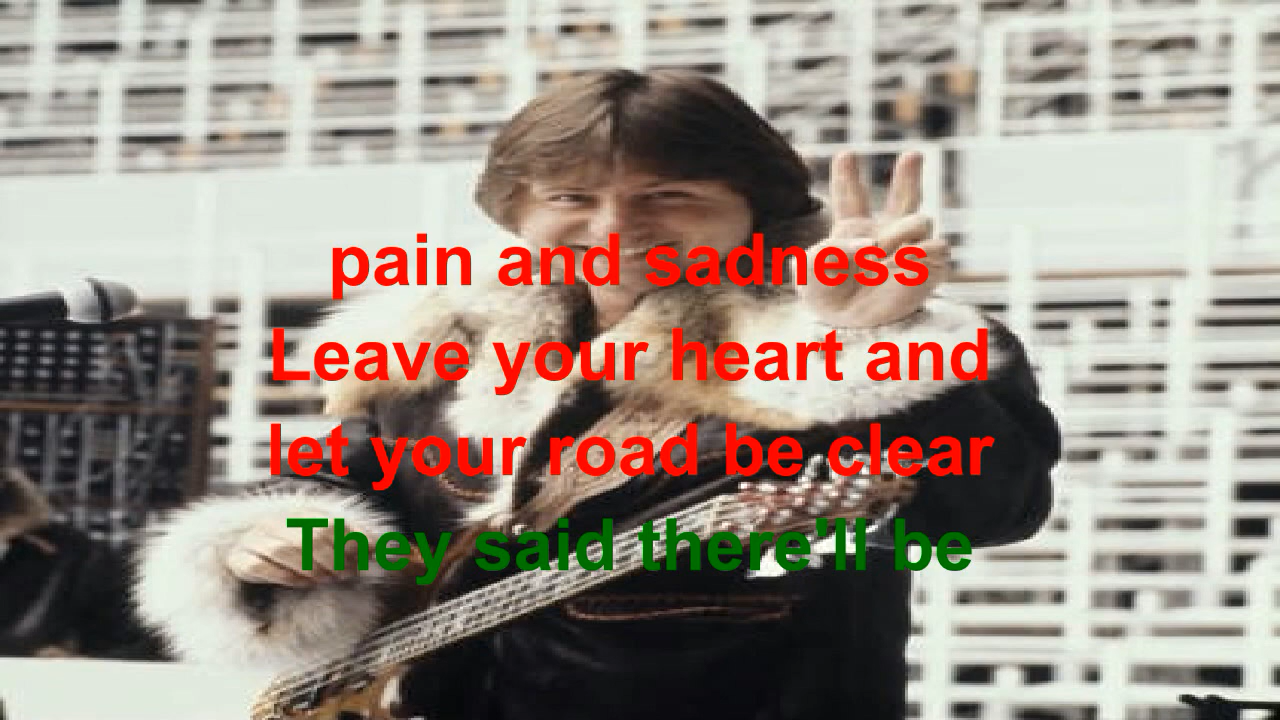 pain and sadness
Leave your heart and
let your road be clear
They said there'll be